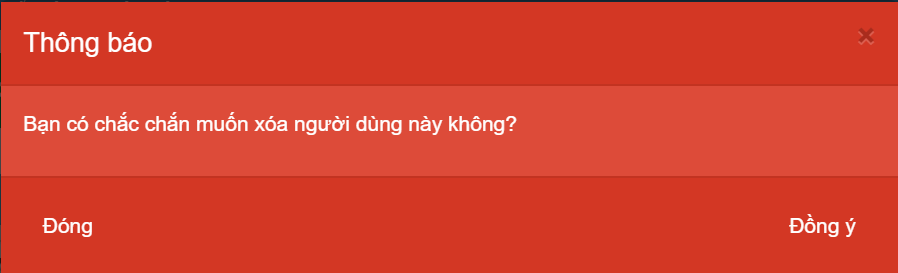 Thông báo
×
Bạn có chắc chắn muốn xóa người dùng này không?
Đóng
Đồng ý